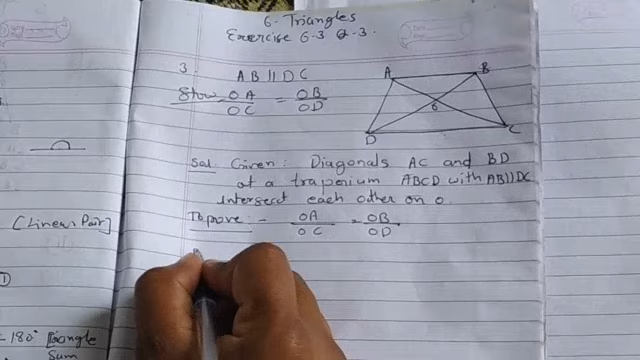 6. Triangles
Exercise 6.3 Q.3.
3. AB || DC
Show OA/OC = OB/OD
A B
O
D C
Sol. Given: Diagonals AC and BD
of a trapezium ABCD with AB||DC
intersect each other on O.
To prove:- OA/OC = OB/OD
[Linear Pair]
①
= 180° [Triangle
Sum